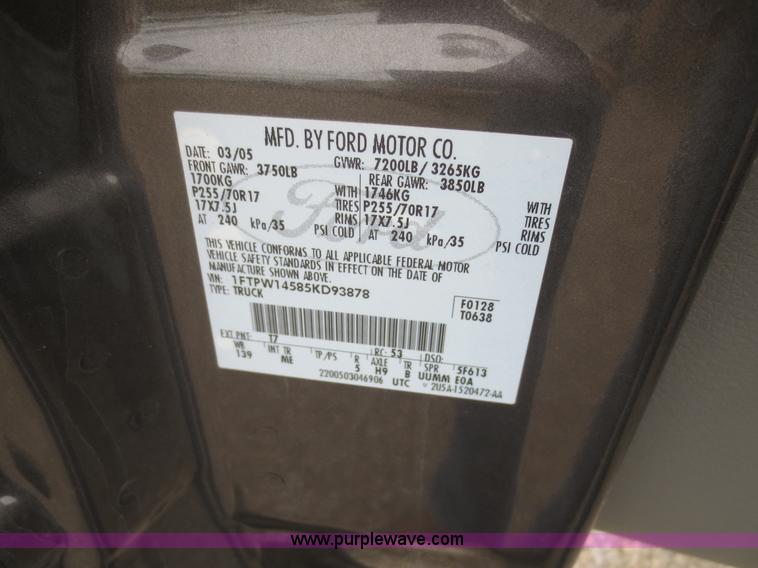 MFD. BY FORD MOTOR CO.
DATE: 03/05 GVWR: 7200LB/ 3265KG
FRONT GAWR: 3750LB REAR GAWR: 3850LB
1700KG WITH 1746KG WITH
P255/70R17 TIRES P255/70R17 TIRES
17X7.5J RIMS 17X7.5J RIMS
AT 240 kPa/35 PSI COLD AT 240 kPa/35 PSI COLD
Ford
THIS VEHICLE CONFORMS TO ALL APPLICABLE FEDERAL MOTOR
VEHICLE SAFETY STANDARDS IN EFFECT ON THE DATE OF
MANUFACTURE SHOWN ABOVE.
VIN: 1FTPW14585KD93878
TYPE: TRUCK
F0128
T0638
EXT PNT: T7 RC: 53 DSO:
WB INT TR TP/PS R AXLE TR SPR 5F613
139 ME 5 H9 B UUMM E0A
2200503046906 UTC 2U5A-1520472-AA
www.purplewave.com